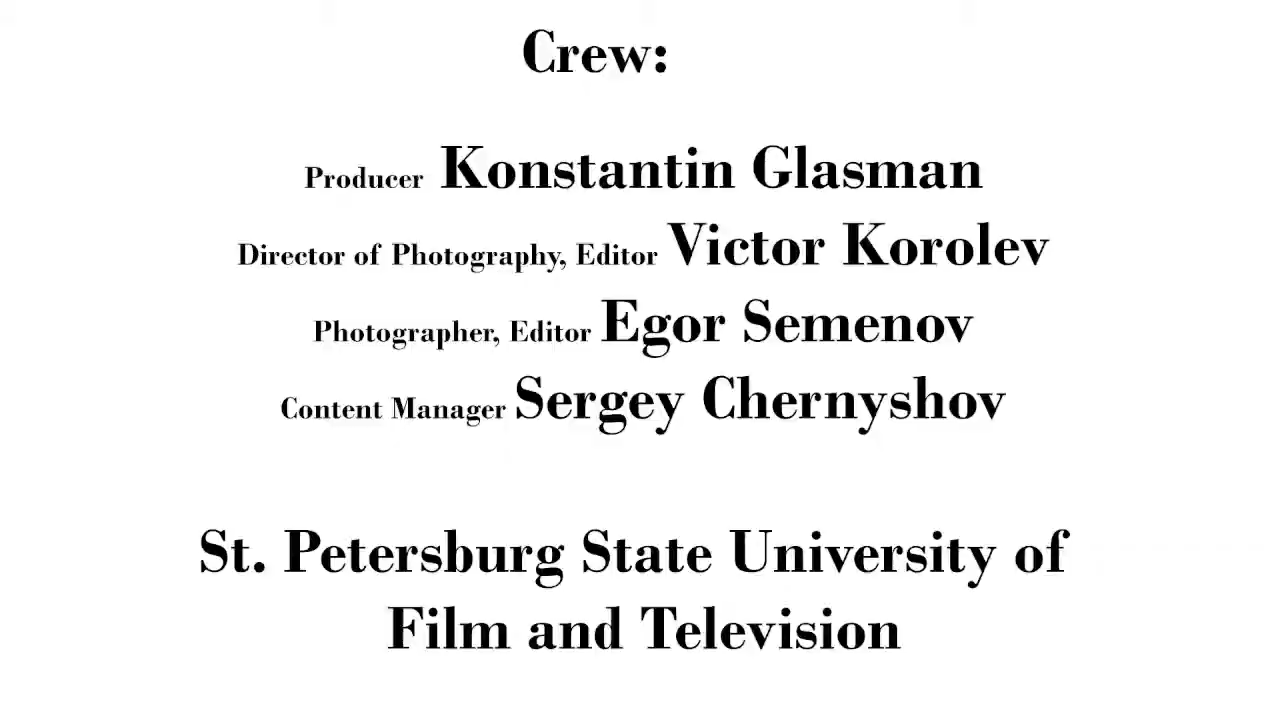 Crew:
Producer Konstantin Glasman
Director of Photography, Editor Victor Korolev
Photographer, Editor Egor Semenov
Content Manager Sergey Chernyshov
St. Petersburg State University of
Film and Television